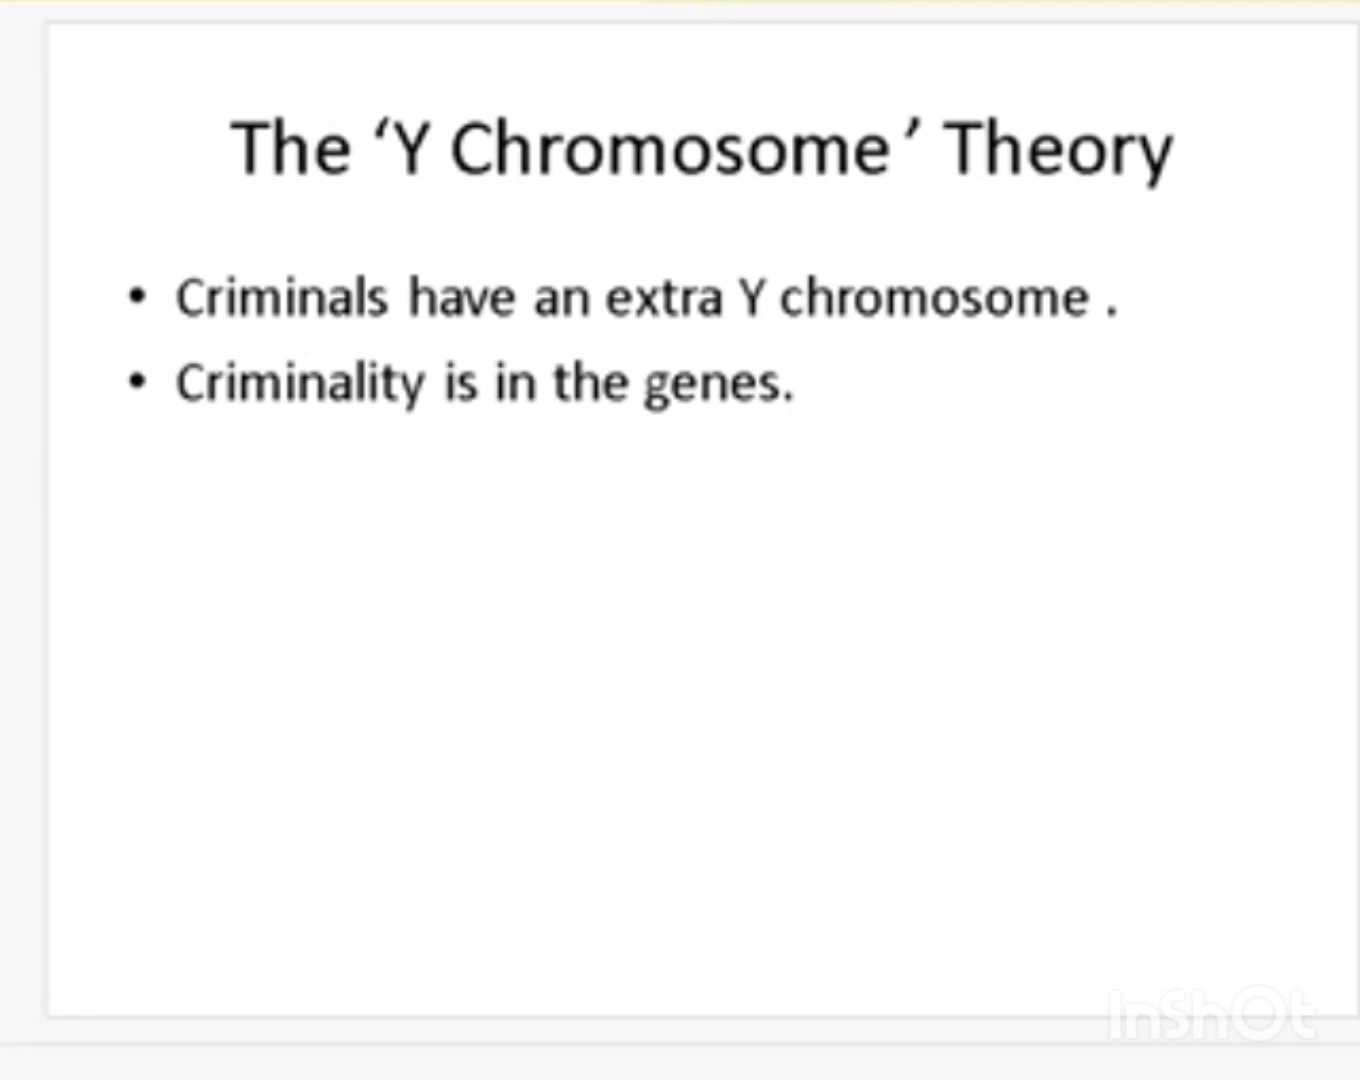 The ‘Y Chromosome’ Theory
• Criminals have an extra Y chromosome .
• Criminality is in the genes.
InShOt